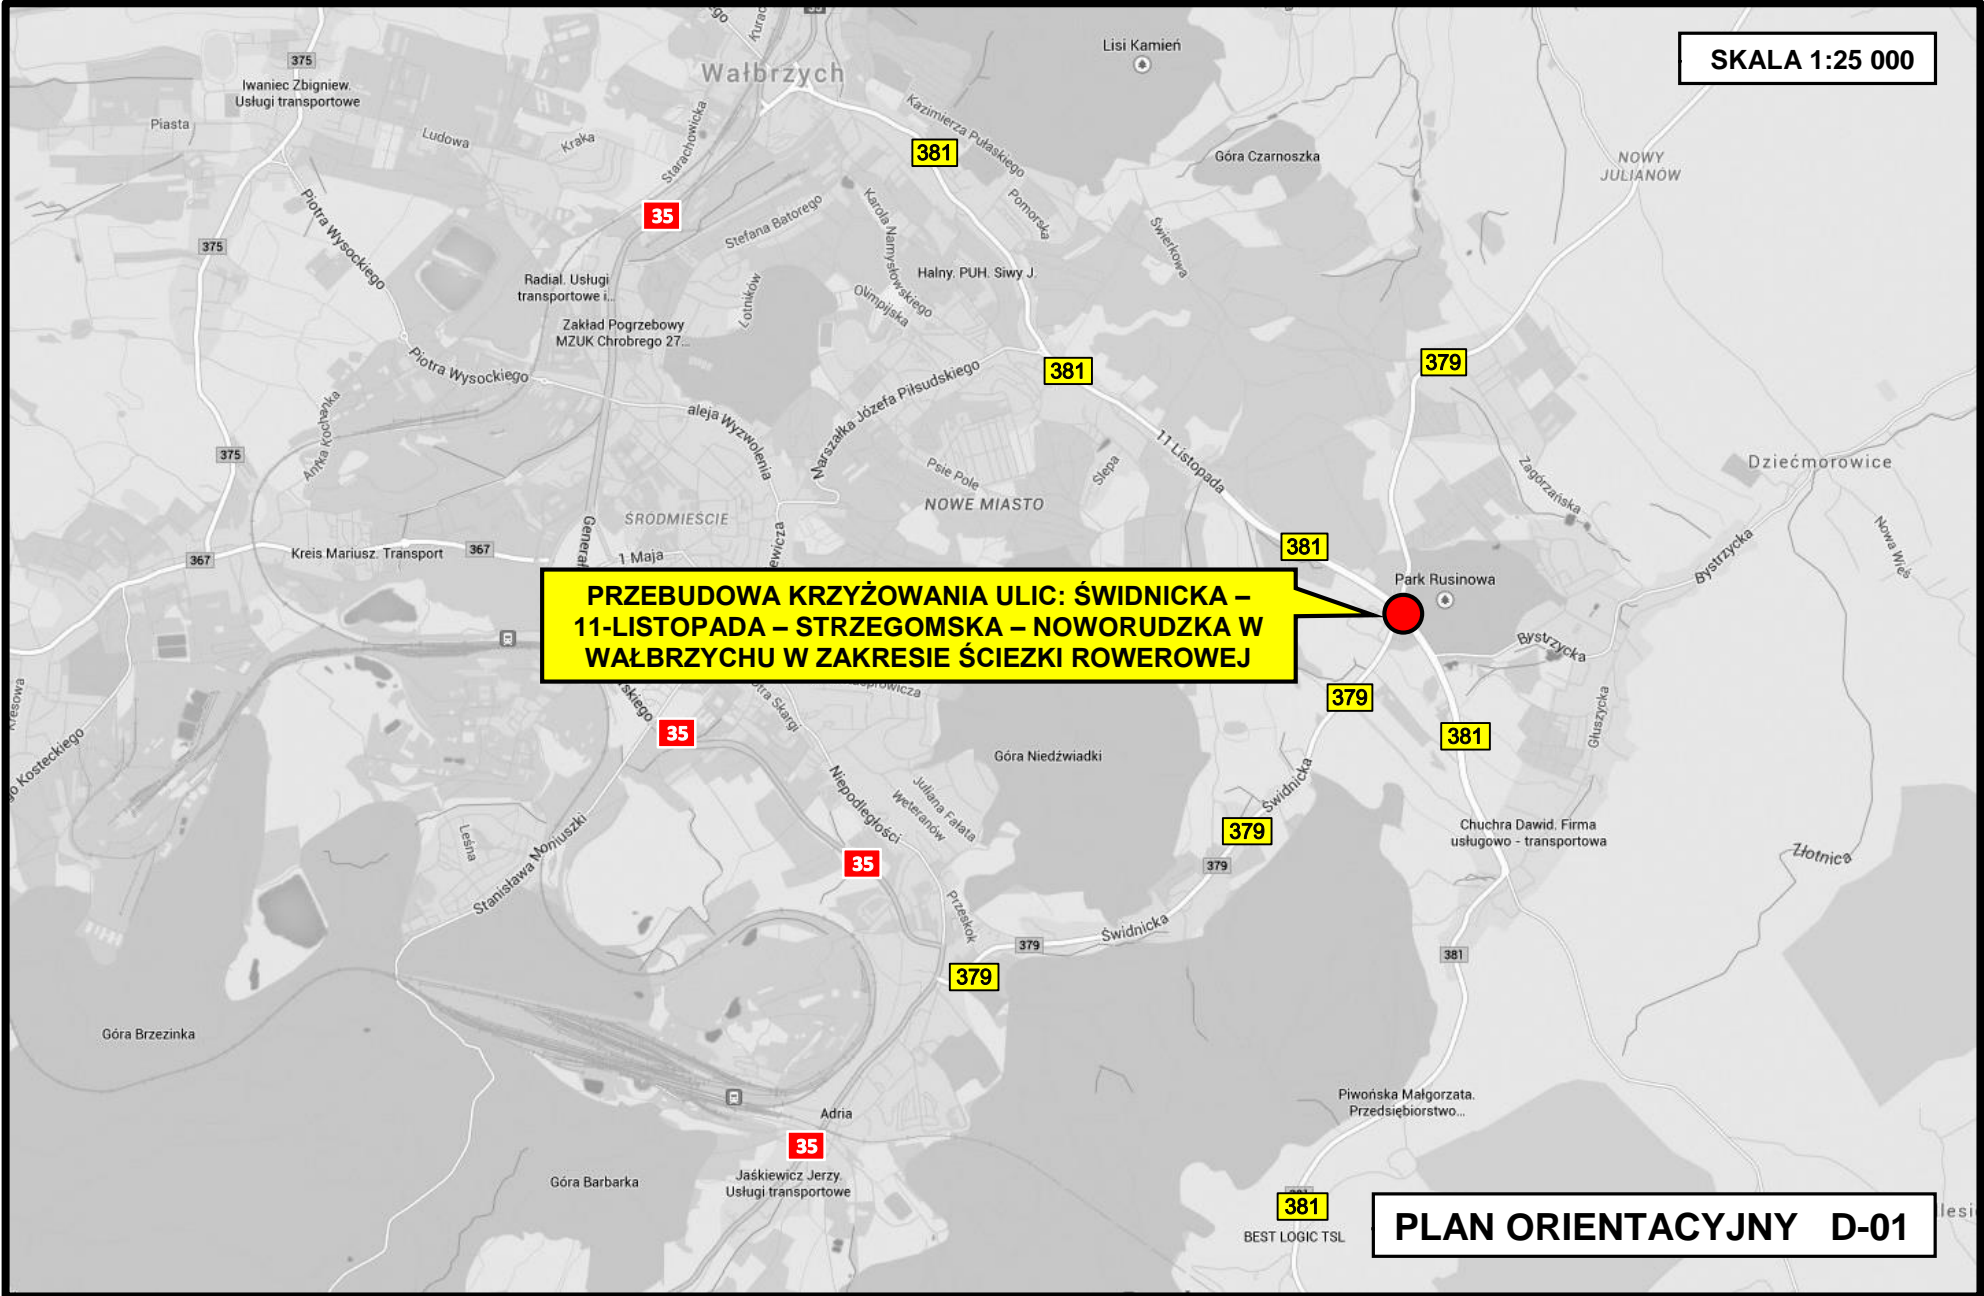 SKALA 1:25 000
Wałbrzych
Lisi Kamień
375
Iwaniec Zbigniew.
Usługi transportowe
Piasta
Ludowa
Kraka
Starachowicka
Kazimierza Pułaskiego
381
Góra Czarnoszka
NOWY
JULIANÓW
Piotra Wysockiego
35
Stefana Batorego
Karola Namysłowskiego
Pomorska
Świerkowa
375
Radial. Usługi
transportowe i...
Lotników
Halny. PUH. Siwy J.
Olimpijska
Zakład Pogrzebowy
MZUK Chrobrego 27...
Piotra Wysockiego
381
379
Marszałka Józefa Piłsudskiego
aleja Wyzwolenia
Antka Kochanka
375
11 Listopada
Psie Pole
Ślepa
NOWE MIASTO
Zagórzańska
Dziećmorowice
ŚRÓDMIEŚCIE
Nowa Wieś
367
Kreis Mariusz. Transport
367
1 Maja
381
Bystrzycka
Park Rusinowa
PRZEBUDOWA KRZYŻOWANIA ULIC: ŚWIDNICKA –
11-LISTOPADA – STRZEGOMSKA – NOWORUDZKA W
WAŁBRZYCHU W ZAKRESIE ŚCIEZKI ROWEROWEJ
Bystrzycka
379
35
381
Głuszycka
Góra Niedźwiadki
Niepodległości
Juliana Fałata
Weteranów
Świdnicka
379
Leśna
Stanisława Moniuszki
Chuchra Dawid. Firma
usługowo - transportowa
Złotnica
35
379
Przeskok
Świdnicka
379
379
381
Góra Brzezinka
Piwońska Małgorzata.
Przedsiębiorstwo...
Adria
35
Jaśkiewicz Jerzy.
Usługi transportowe
Góra Barbarka
381
BEST LOGIC TSL
PLAN ORIENTACYJNY D-01